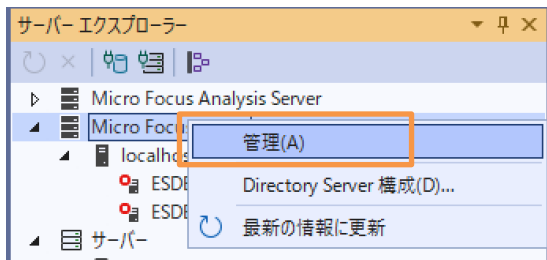 サーバー エクスプローラー
Micro Focus Analysis Server
Micro Focu
管理(A)
localhos
ESDE
Directory Server 構成(D)...
ESDE
最新の情報に更新
サーバー